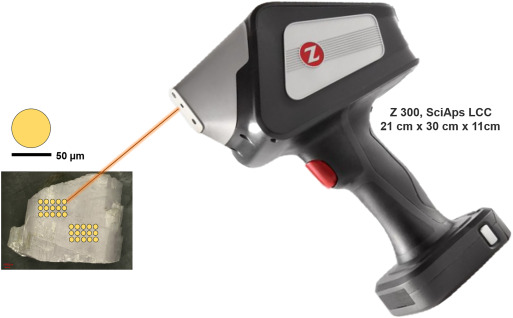 Z
Z 300, SciAps LCC
21 cm x 30 cm x 11cm
50 µm